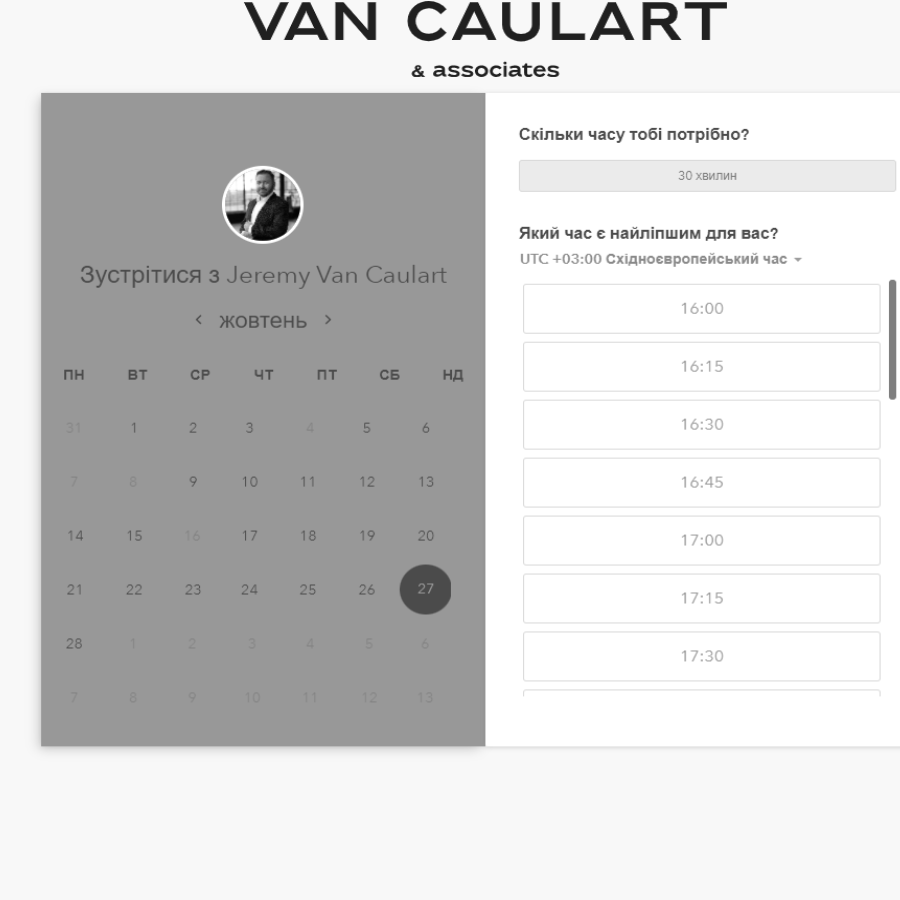 VAN CAULART
& associates
Зустрітися з Jeremy Van Caulart
жовтень
ПН ВТ СР ЧТ ПТ СБ НД
31 1 2 3 4 5 6
7 8 9 10 11 12 13
14 15 16 17 18 19 20
21 22 23 24 25 26 27
28 1 2 3 4 5 6
7 8 9 10 11 12 13
Скільки часу тобі потрібно?
30 хвилин
Який час є найліпшим для вас?
UTC +03:00 Східноєвропейський час
16:00
16:15
16:30
16:45
17:00
17:15
17:30